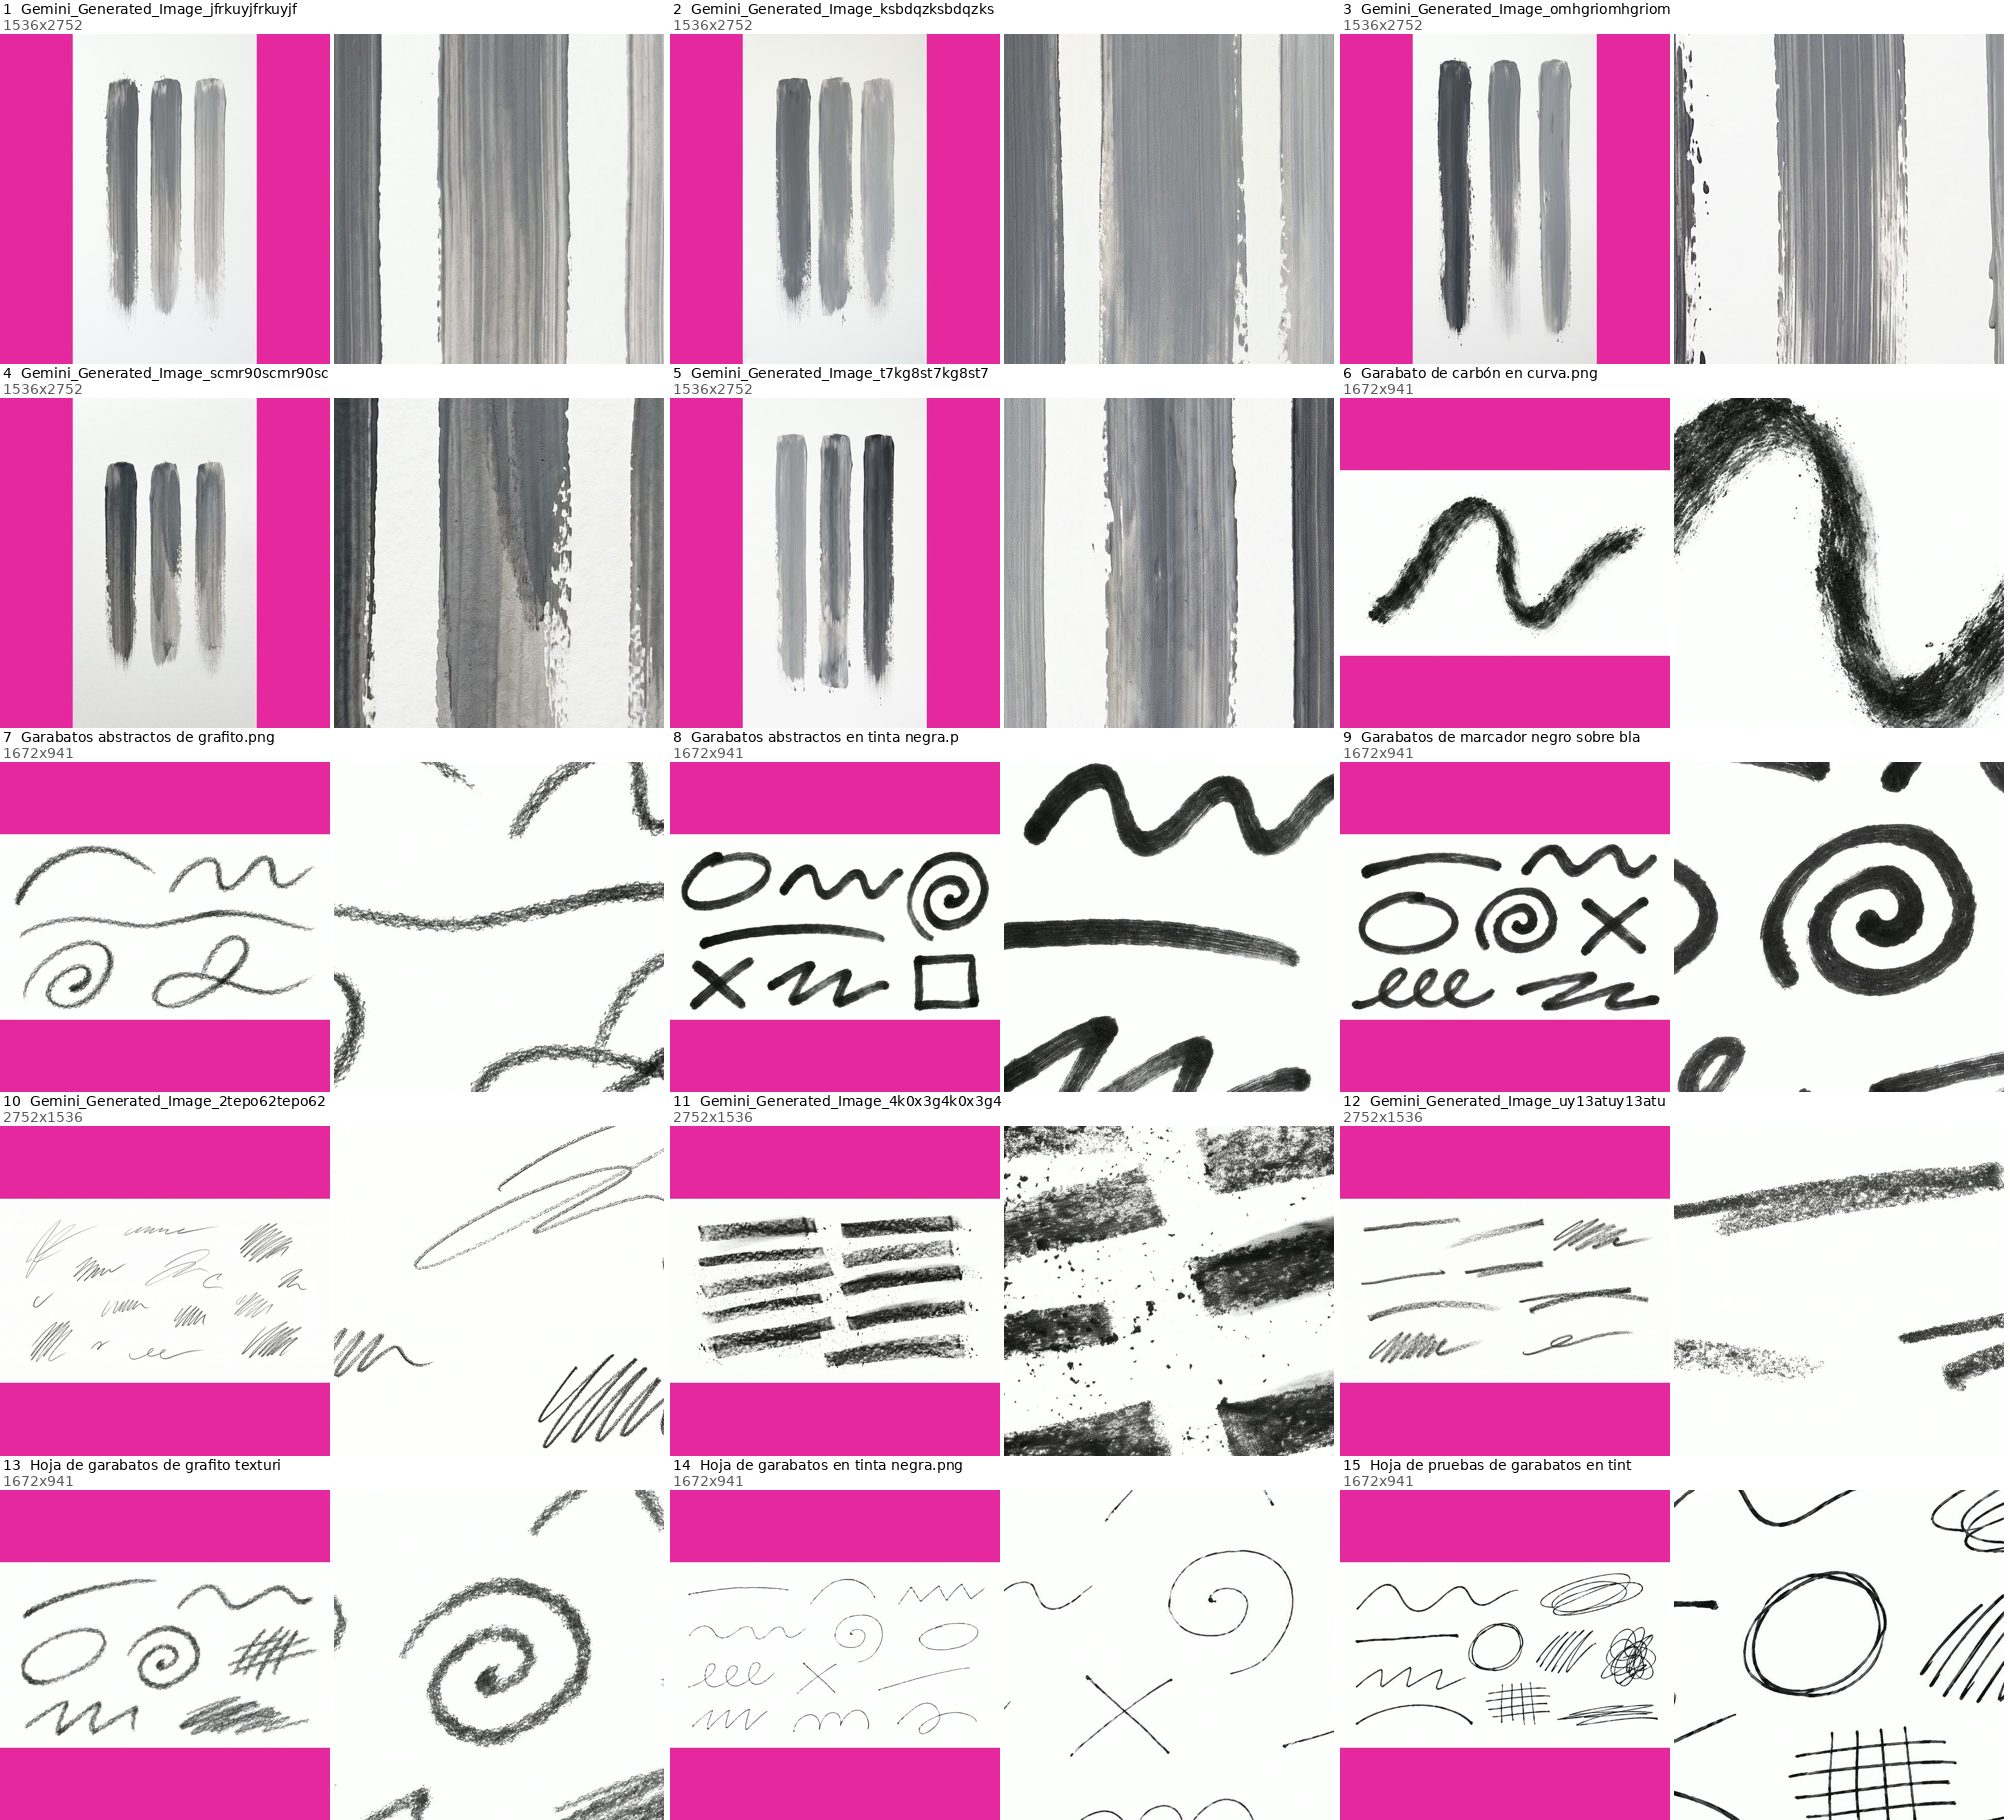 1 Gemini_Generated_Image_jfrkuyjfrkuyjf
1536x2752
2 Gemini_Generated_Image_ksbdqzksbdqzks
1536x2752
3 Gemini_Generated_Image_omhgriomhgriom
1536x2752
4 Gemini_Generated_Image_scmr90scmr90sc
1536x2752
5 Gemini_Generated_Image_t7kg8st7kg8st7
1536x2752
6 Garabato de carbón en curva.png
1672x941
7 Garabatos abstractos de grafito.png
1672x941
8 Garabatos abstractos en tinta negra.p
1672x941
9 Garabatos de marcador negro sobre bla
1672x941
10 Gemini_Generated_Image_2tepo62tepo62
2752x1536
11 Gemini_Generated_Image_4k0x3g4k0x3g4
2752x1536
12 Gemini_Generated_Image_uy13atuy13atu
2752x1536
13 Hoja de garabatos de grafito texturi
1672x941
14 Hoja de garabatos en tinta negra.png
1672x941
15 Hoja de pruebas de garabatos en tint
1672x941